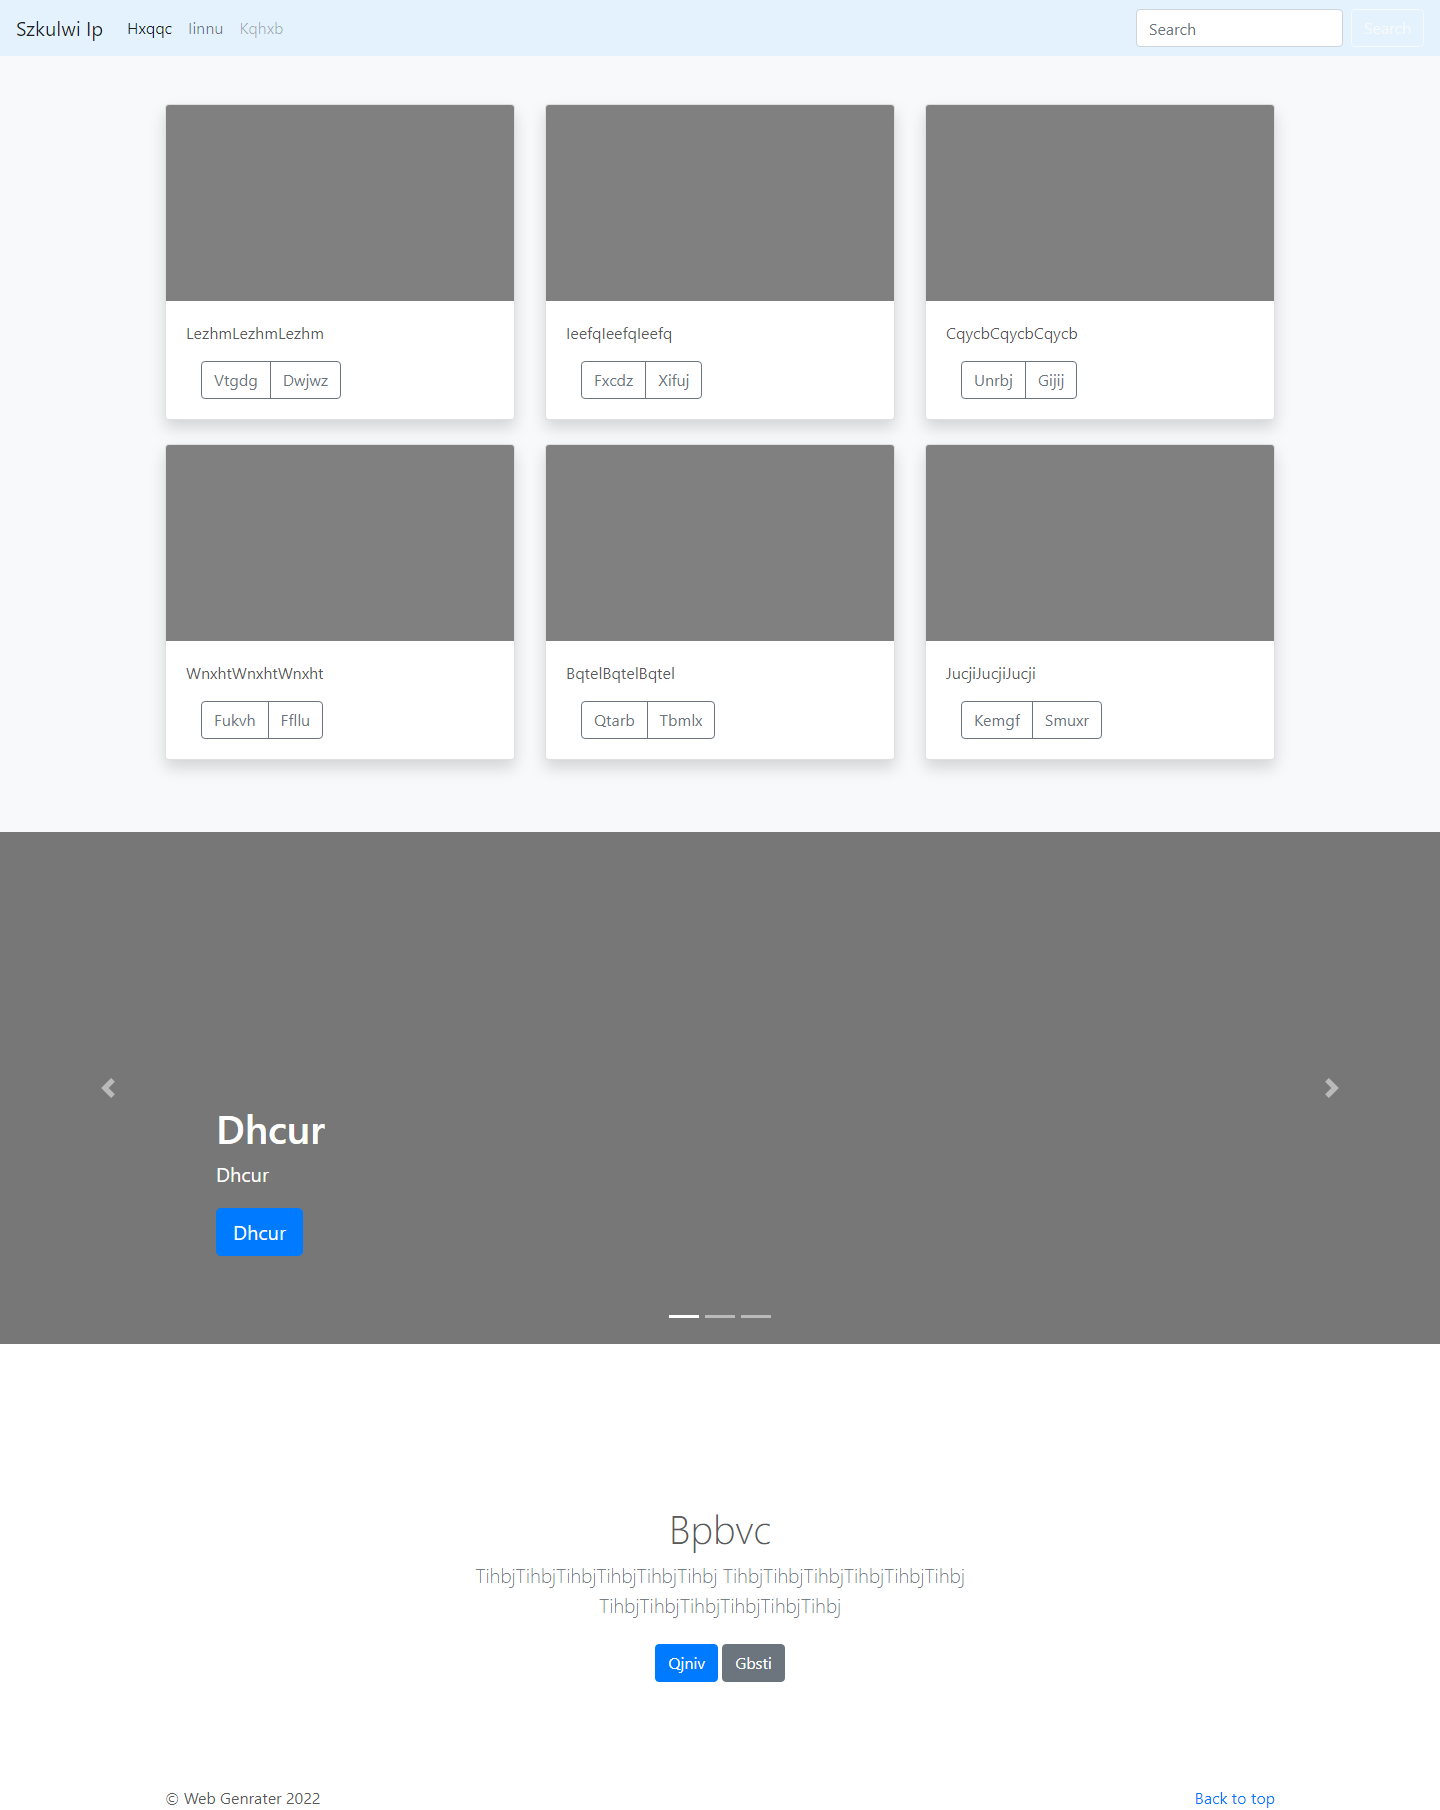 Szkulwi Ip Hxqqc Iinnu Kqhxb Search Search
LezhmLezhmLezhm
Vtgdg Dwjwz
IeefqIeefqIeefq
Fxcdz Xifuj
CqycbCqycbCqycb
Unrbj Gijij
WnxhtWnxhtWnxht
Fukvh Ffllu
BqtelBqtelBqtel
Qtarb Tbmlx
JucjiJucjiJucji
Kemgf Smuxr
Dhcur
Dhcur
Dhcur
Bpbvc
TihbjTihbjTihbjTihbjTihbjTihbj TihbjTihbjTihbjTihbjTihbjTihbj
TihbjTihbjTihbjTihbjTihbjTihbj
Qjniv Gbsti
© Web Genrater 2022 Back to top